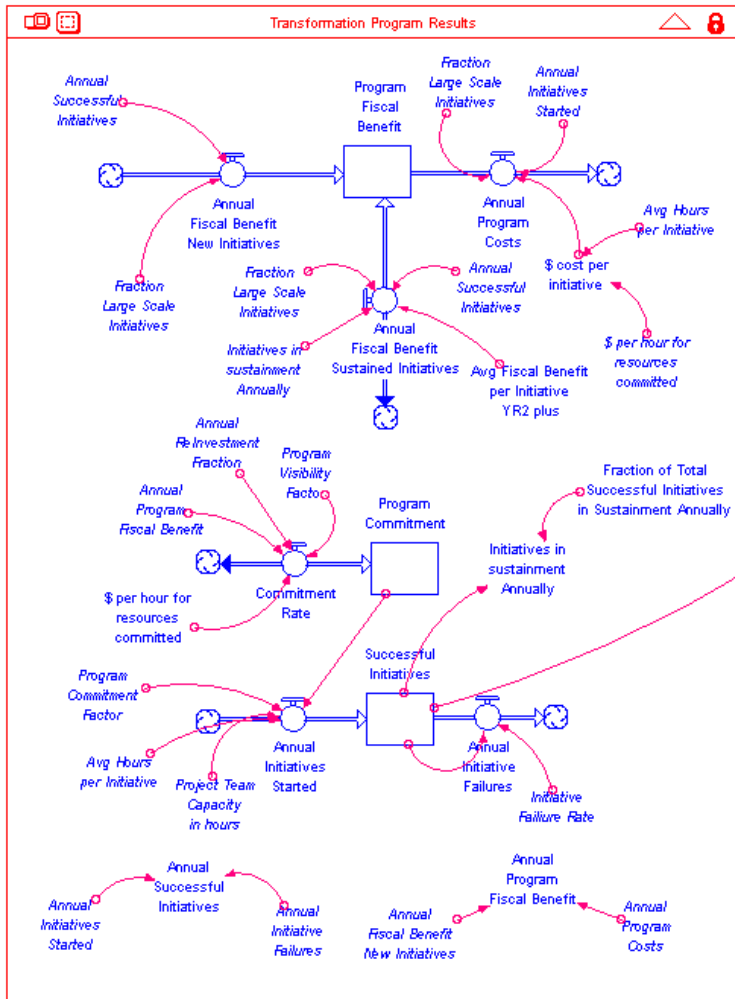 Transformation Program Results
Annual
Successful
Initiatives
Program
Fiscal
Benefit
Fraction
Large Scale
Initiatives
Annual
Initiatives
Started
Annual
Fiscal Benefit
New Initiatives
Annual
Program
Costs
Avg Hours
per Initiative
$ cost per
initiative
Fraction
Large Scale
Initiatives
Fraction
Large Scale
Initiatives
Annual
Successful
Initiatives
Initiatives in
sustainment
Annually
Annual
Fiscal Benefit
Sustained Initiatives
Avg Fiscal Benefit
per Initiative
YR2 plus
$ per hour for
resources
committed
Annual
ReInvestment
Fraction
Program
Visibility
Facto
Annual
Program
Fiscal Benefit
Program
Commitment
Fraction of Total
Successful Initiatives
in Sustainment Annually
Initiatives in
sustainment
Annually
$ per hour for
resources
committed
Commitment
Rate
Program
Commitment
Factor
Successful
Initiatives
Avg Hours
per Initiative
Project Team
Capacity
in hours
Annual
Initiatives
Started
Annual
Initiative
Failures
Initiative
Failiure Rate
Annual
Successful
Initiatives
Annual
Initiatives
Started
Annual
Initiative
Failures
Annual
Program
Fiscal Benefit
Annual
Fiscal Benefit
New Initiatives
Annual
Program
Costs